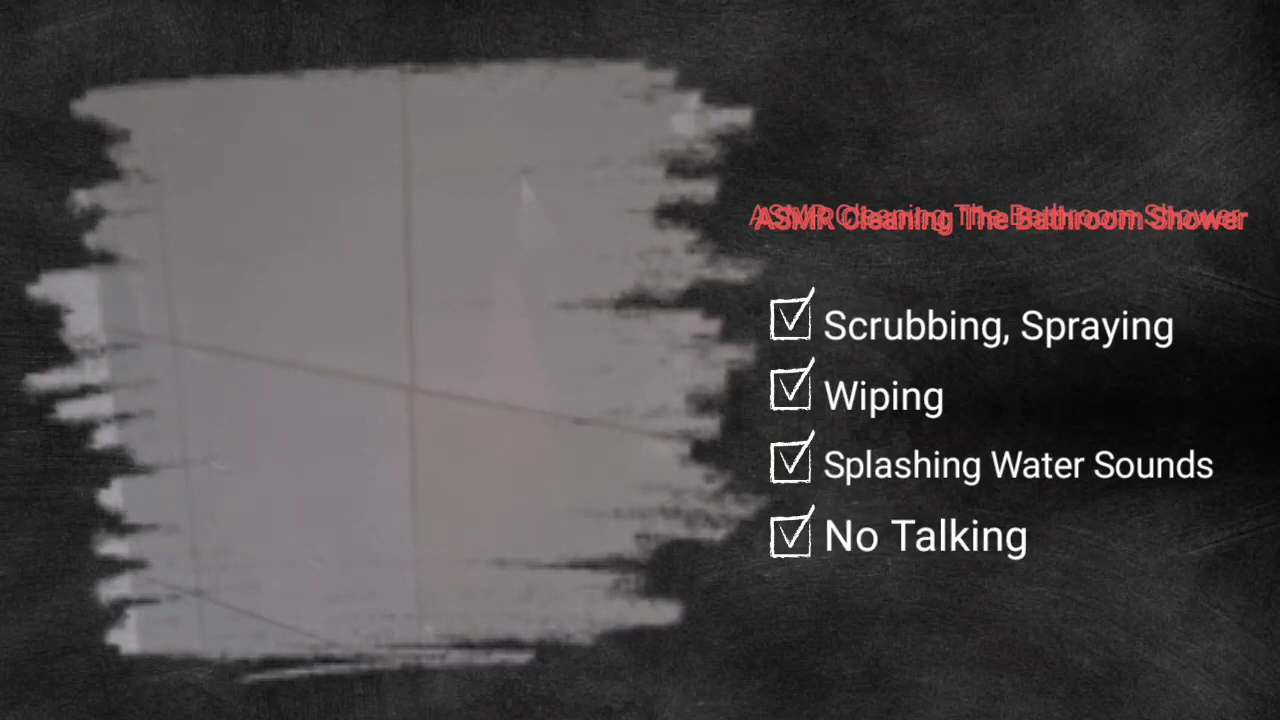 ASMR Cleaning The Bathroom Shower
Scrubbing, Spraying
Wiping
Splashing Water Sounds
No Talking